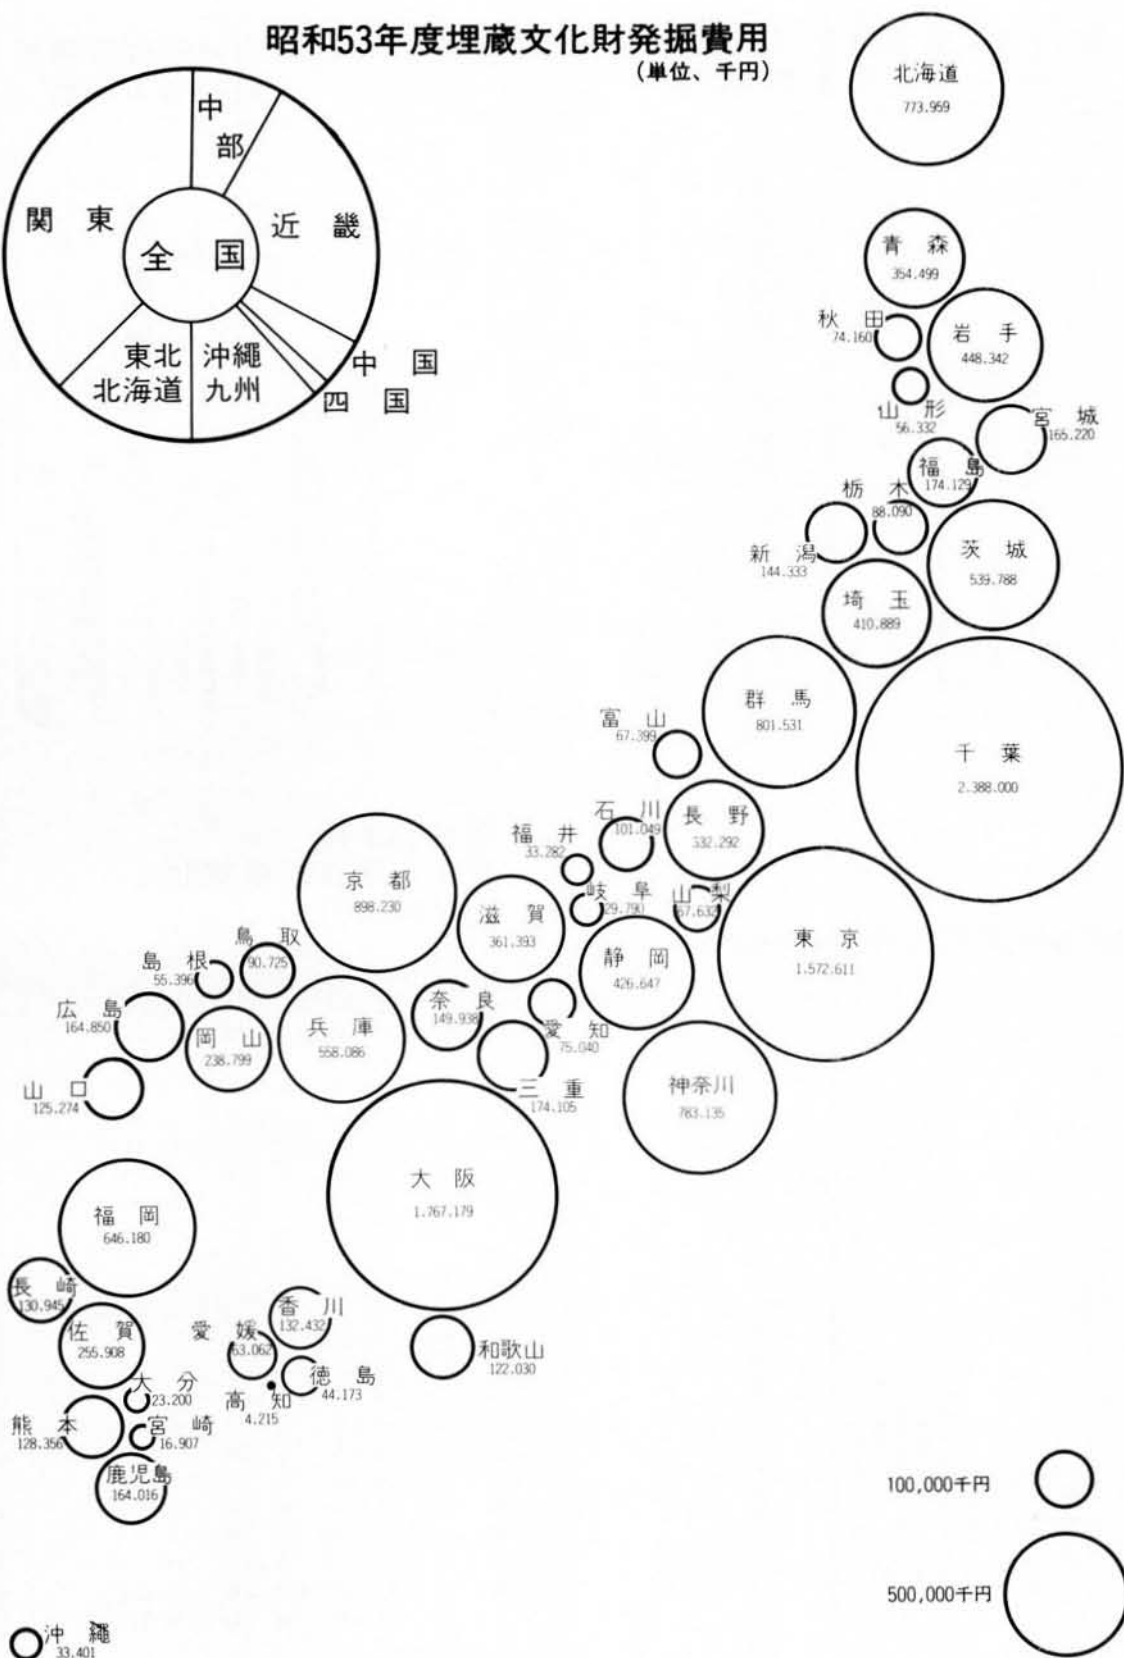 昭和53年度埋蔵文化財発掘費用
(単位、千円)
中部
関東
近畿
全国
東北
北海道
沖縄
九州
中国
四国
北海道
773.959
青森
354.499
秋田
74.160
岩手
448.342
山形
56.332
宮城
165.220
福島
174.129
栃木
88.090
新潟
144.333
茨城
539.788
埼玉
410.889
群馬
801.531
千葉
2.388.000
富山
67.399
石川
101.049
長野
332.292
福井
33.282
岐阜
29.790
山梨
67.632
京都
898.230
滋賀
361.393
静岡
426.647
東京
1.572.611
鳥取
90.725
島根
55.396
広島
164.850
岡山
238.799
兵庫
558.086
奈良
149.938
愛知
75.040
三重
174.105
神奈川
783.135
山口
125.274
大阪
1.767.179
福岡
646.180
長崎
130.945
佐賀
255.908
香川
132.432
愛媛
63.062
徳島
44.173
高知
4.215
和歌山
122.030
大分
23.200
熊本
128.356
宮崎
16.907
鹿児島
164.016
沖縄
33.401
100,000千円
500,000千円